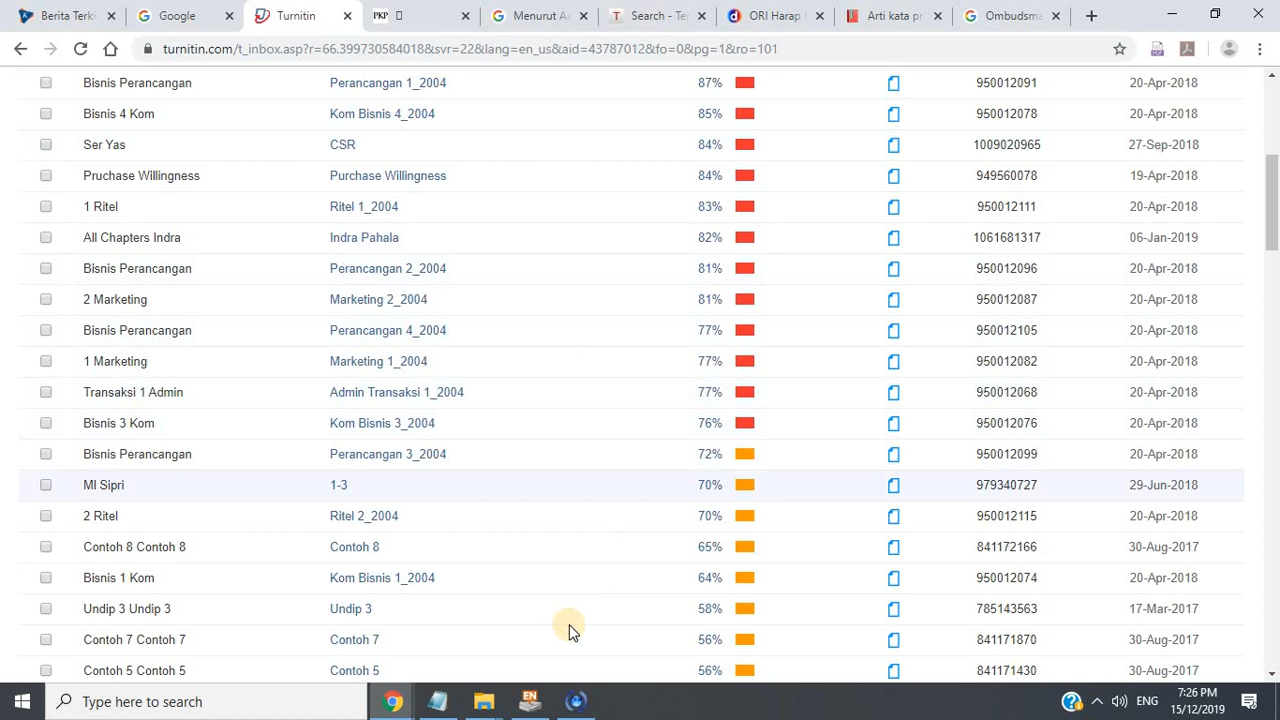 Berita Terki
Google
Turnitin
PKP
Menurut Aa
Search - Te
ORI Harap
Arti kata pr
Ombudsma
turnitin.com/t_inbox.asp?r=66.399730584018&svr=22&lang=en_us&aid=43787012&fo=0&pg=1&ro=101
Bisnis Perancangan Perancangan 1_2004 87% 950012091 20-Apr-2018
Bisnis 4 Kom Kom Bisnis 4_2004 85% 950012078 20-Apr-2018
Ser Yas CSR 84% 1009020965 27-Sep-2018
Pruchase Willingness Purchase Willingness 84% 949560078 19-Apr-2018
1 Ritel Ritel 1_2004 83% 950012111 20-Apr-2018
All Chapters Indra Indra Pahala 82% 1061681317 06-Jan-2019
Bisnis Perancangan Perancangan 2_2004 81% 950012096 20-Apr-2018
2 Marketing Marketing 2_2004 81% 950012087 20-Apr-2018
Bisnis Perancangan Perancangan 4_2004 77% 950012105 20-Apr-2018
1 Marketing Marketing 1_2004 77% 950012082 20-Apr-2018
Transaksi 1 Admin Admin Transaksi 1_2004 77% 950012068 20-Apr-2018
Bisnis 3 Kom Kom Bisnis 3_2004 76% 950012076 20-Apr-2018
Bisnis Perancangan Perancangan 3_2004 72% 950012099 20-Apr-2018
MI Sipri 1-3 70% 979340727 29-Jun-2018
2 Ritel Ritel 2_2004 70% 950012115 20-Apr-2018
Contoh 8 Contoh 8 Contoh 8 65% 841172166 30-Aug-2017
Bisnis 1 Kom Kom Bisnis 1_2004 64% 950012074 20-Apr-2018
Undip 3 Undip 3 Undip 3 58% 785143563 17-Mar-2017
Contoh 7 Contoh 7 Contoh 7 56% 841171870 30-Aug-2017
Contoh 5 Contoh 5 Contoh 5 56% 841171430 30-Aug-2017
Type here to search
EN
ENG
7:26 PM
15/12/2019